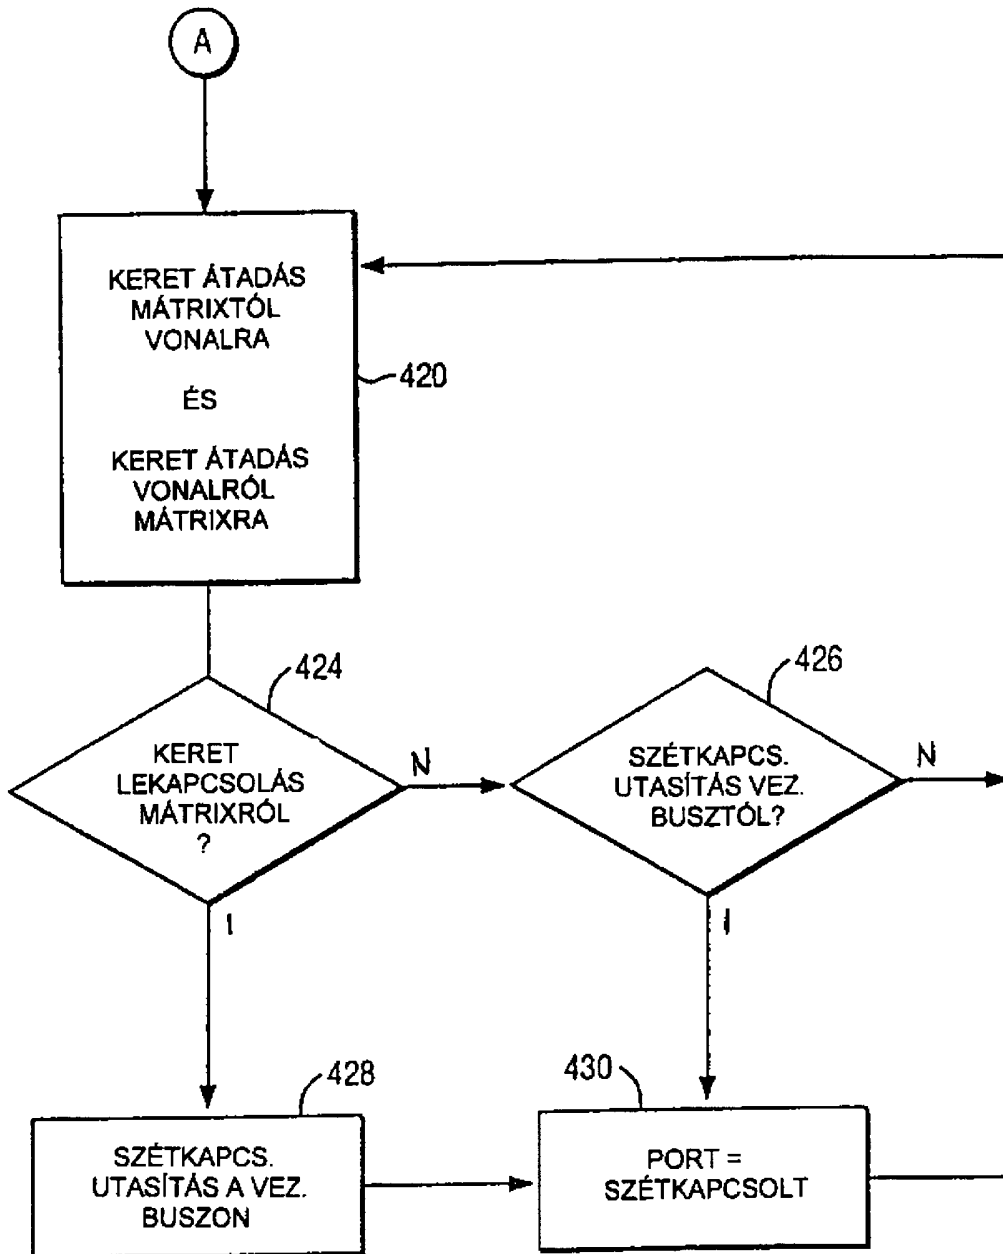 A
KERET ÁTADÁS
MÁTRIXTÓL
VONALRA
ÉS
KERET ÁTADÁS
VONALRÓL
MÁTRIXRA
420
424
KERET
LEKAPCSOLÁS
MÁTRIXRÓL
?
N
I
426
SZÉTKAPCS.
UTASÍTÁS VEZ.
BUSZTÓL?
N
I
428
SZÉTKAPCS.
UTASÍTÁS A VEZ.
BUSZON
430
PORT =
SZÉTKAPCSOLT